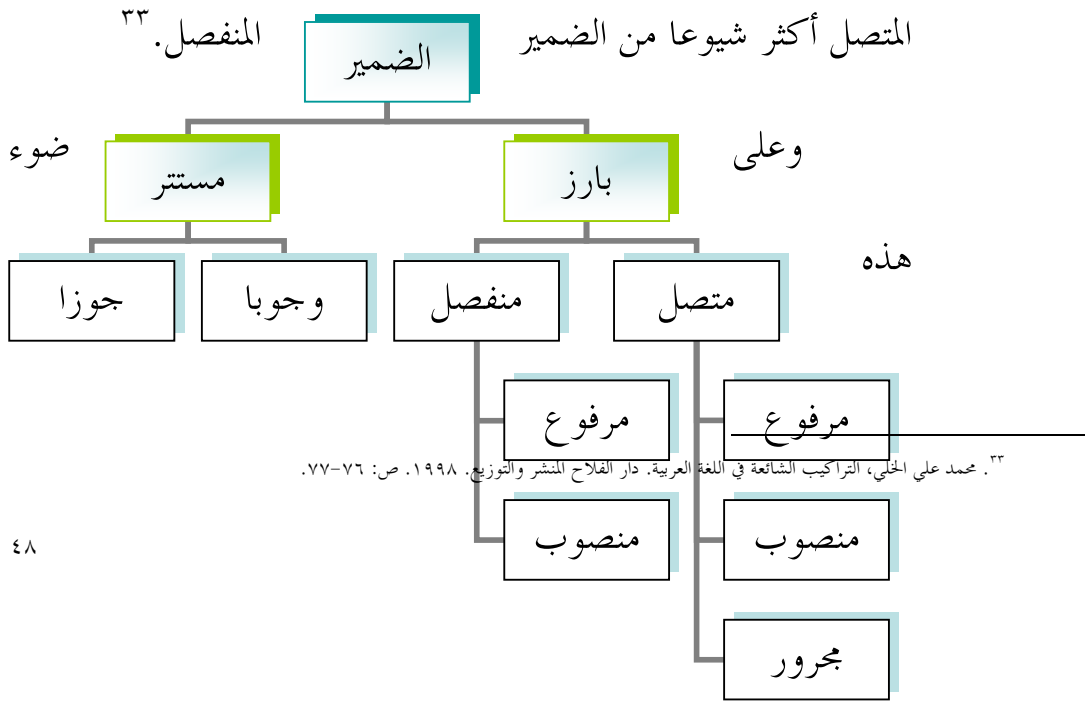 المتصل أكثر شيوعا من الضمير المنفصل.٣٣
الضمير
وعلى
ضوء
بارز
مستتر
هذه
متصل
منفصل
وجوبا
جوزا
مرفوع
مرفوع
٣٣. محمد علي الخلي، التراكيب الشائعة في اللغة العربية. دار الفلاح المنشر والتوزيع. ١٩٩٨. ص: ٧٦-٧٧.
منصوب
منصوب
٤٨
مجرور